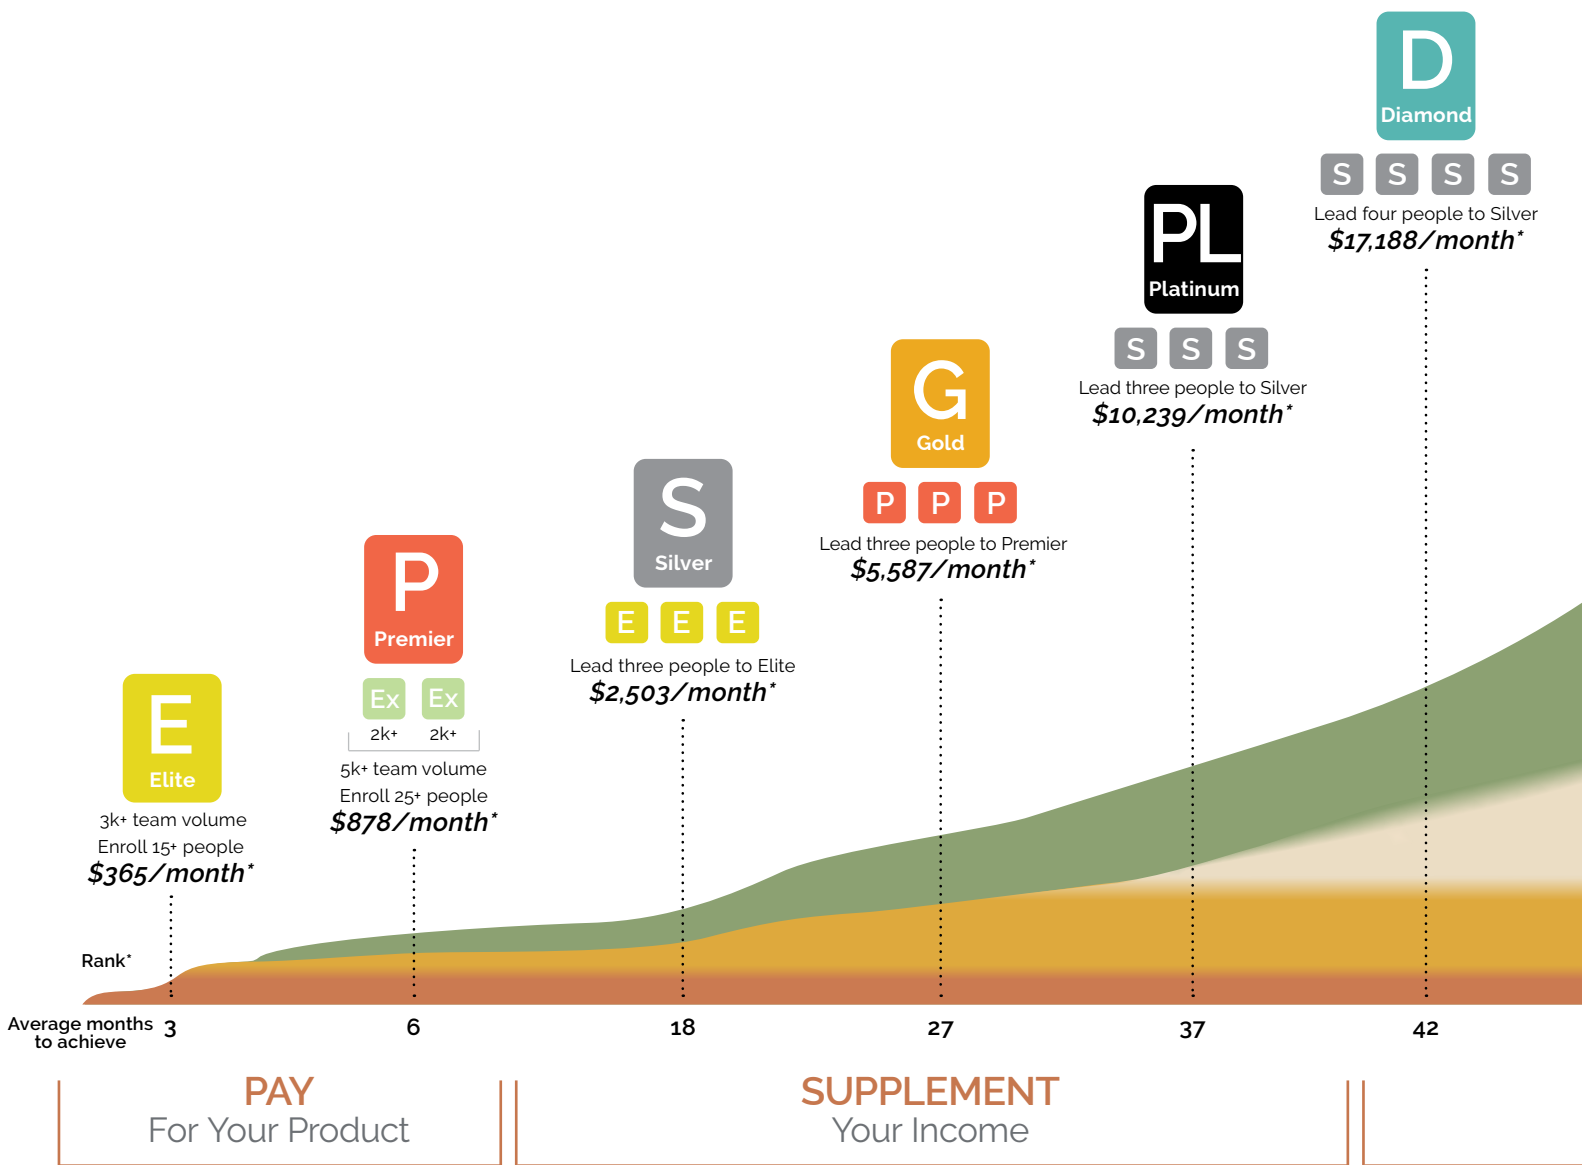 D
Diamond
S S S S
Lead four people to Silver
$17,188/month*
PL
Platinum
S S S
Lead three people to Silver
$10,239/month*
G
Gold
P P P
Lead three people to Premier
$5,587/month*
S
Silver
E E E
Lead three people to Elite
$2,503/month*
P
Premier
Ex Ex
2k+ 2k+
5k+ team volume
Enroll 25+ people
$878/month*
E
Elite
3k+ team volume
Enroll 15+ people
$365/month*
Rank*
Average months
to achieve
3 6 18 27 37 42
PAY
For Your Product
SUPPLEMENT
Your Income